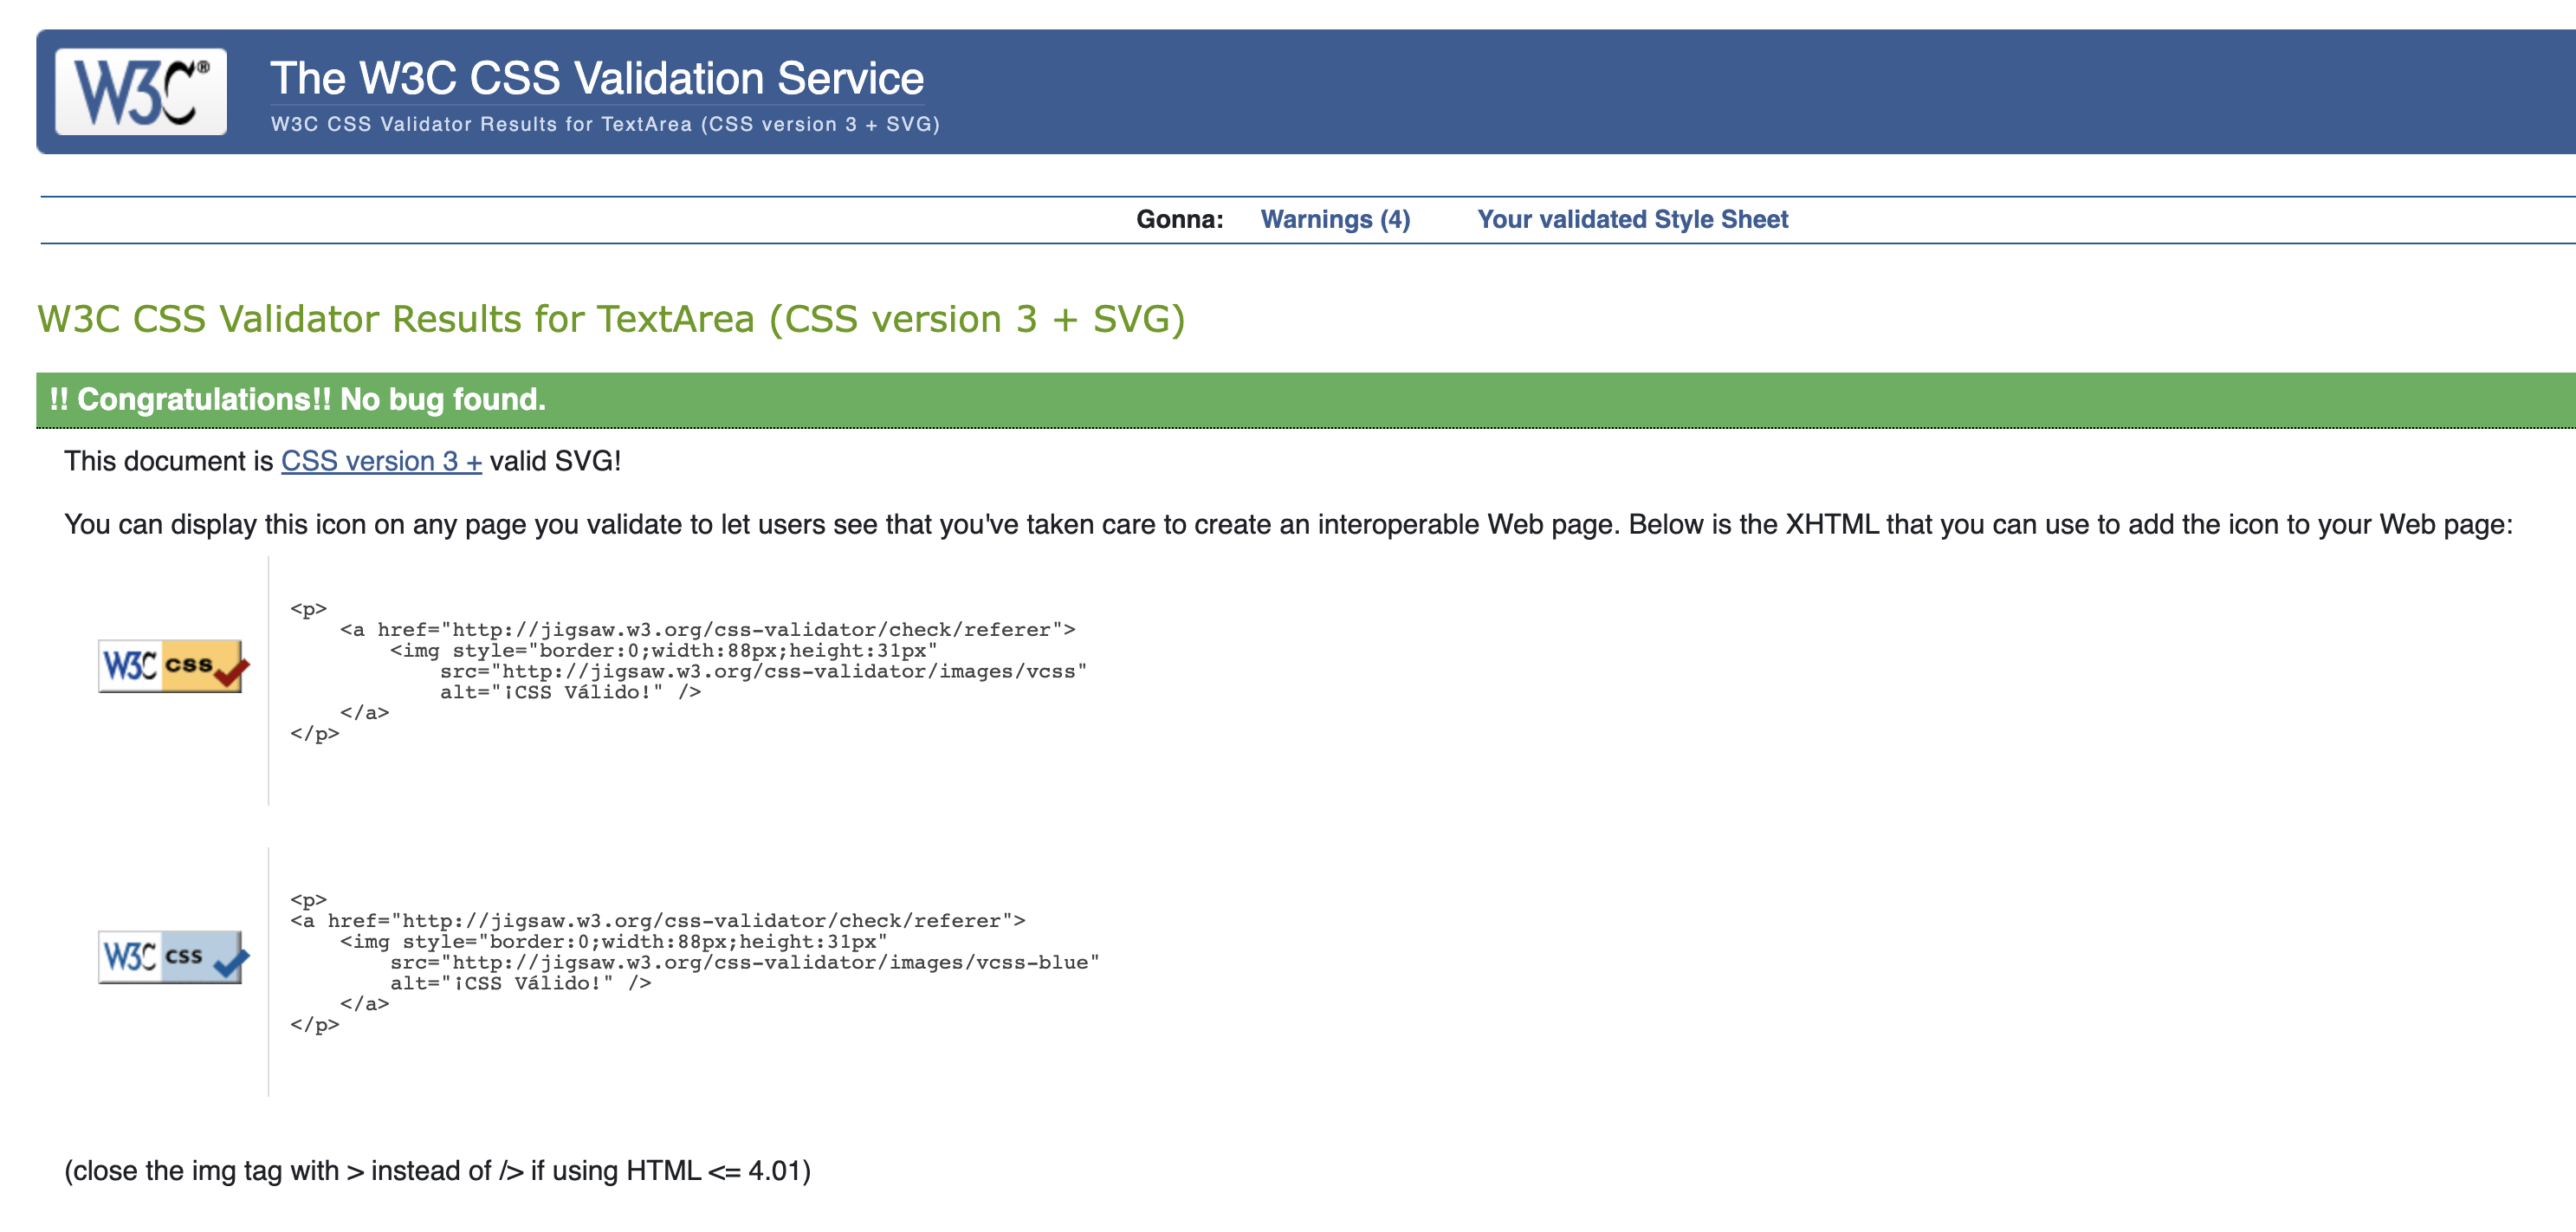 W3C®
The W3C CSS Validation Service
W3C CSS Validator Results for TextArea (CSS version 3 + SVG)
Gonna: Warnings (4) Your validated Style Sheet
W3C CSS Validator Results for TextArea (CSS version 3 + SVG)
!! Congratulations!! No bug found.
This document is CSS version 3 + valid SVG!
You can display this icon on any page you validate to let users see that you've taken care to create an interoperable Web page. Below is the XHTML that you can use to add the icon to your Web page:
W3C css
<p>
<a href="http://jigsaw.w3.org/css-validator/check/referer">
<img style="border:0;width:88px;height:31px"
src="http://jigsaw.w3.org/css-validator/images/vcss"
alt="¡CSS Válido!" />
</a>
</p>
W3C css
<p>
<a href="http://jigsaw.w3.org/css-validator/check/referer">
<img style="border:0;width:88px;height:31px"
src="http://jigsaw.w3.org/css-validator/images/vcss-blue"
alt="¡CSS Válido!" />
</a>
</p>
(close the img tag with > instead of /> if using HTML <= 4.01)